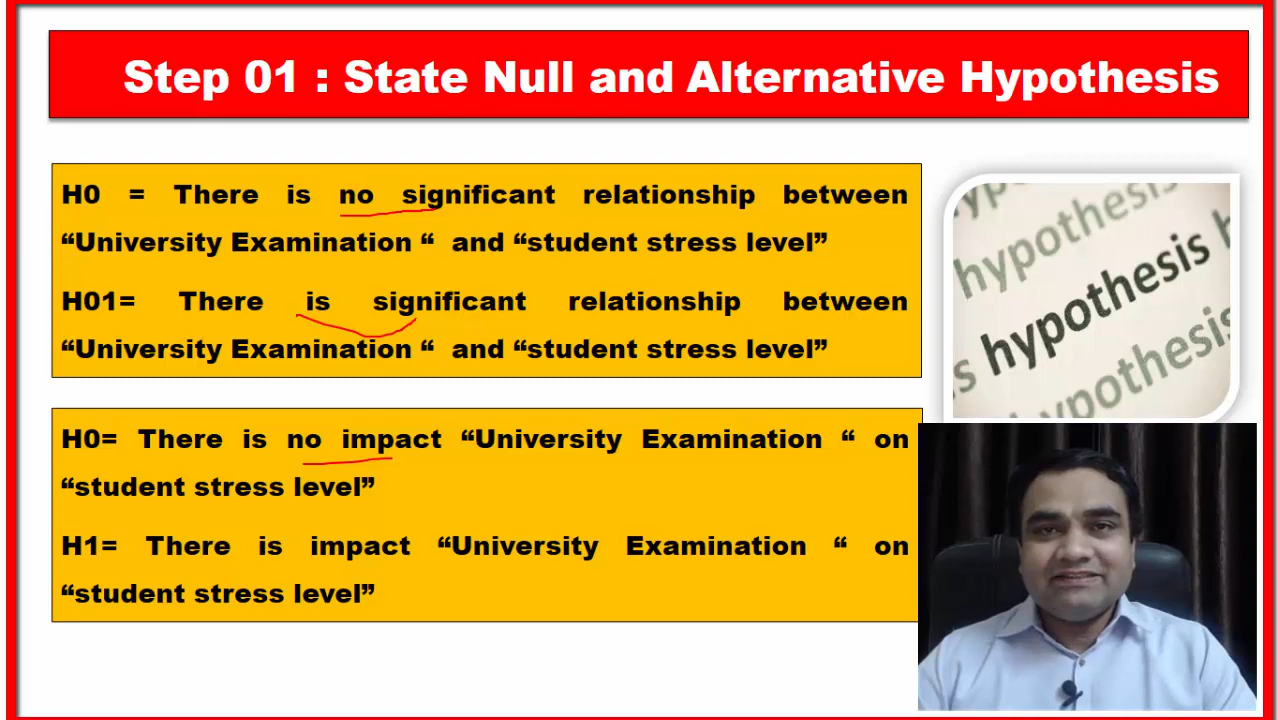 Step 01 : State Null and Alternative Hypothesis
H0 = There is no significant relationship between
“University Examination “ and “student stress level”
H01= There is significant relationship between
“University Examination “ and “student stress level”
H0= There is no impact “University Examination “ on
“student stress level”
H1= There is impact “University Examination “ on
“student stress level”
hypothesis
hypothesis
hypothesis